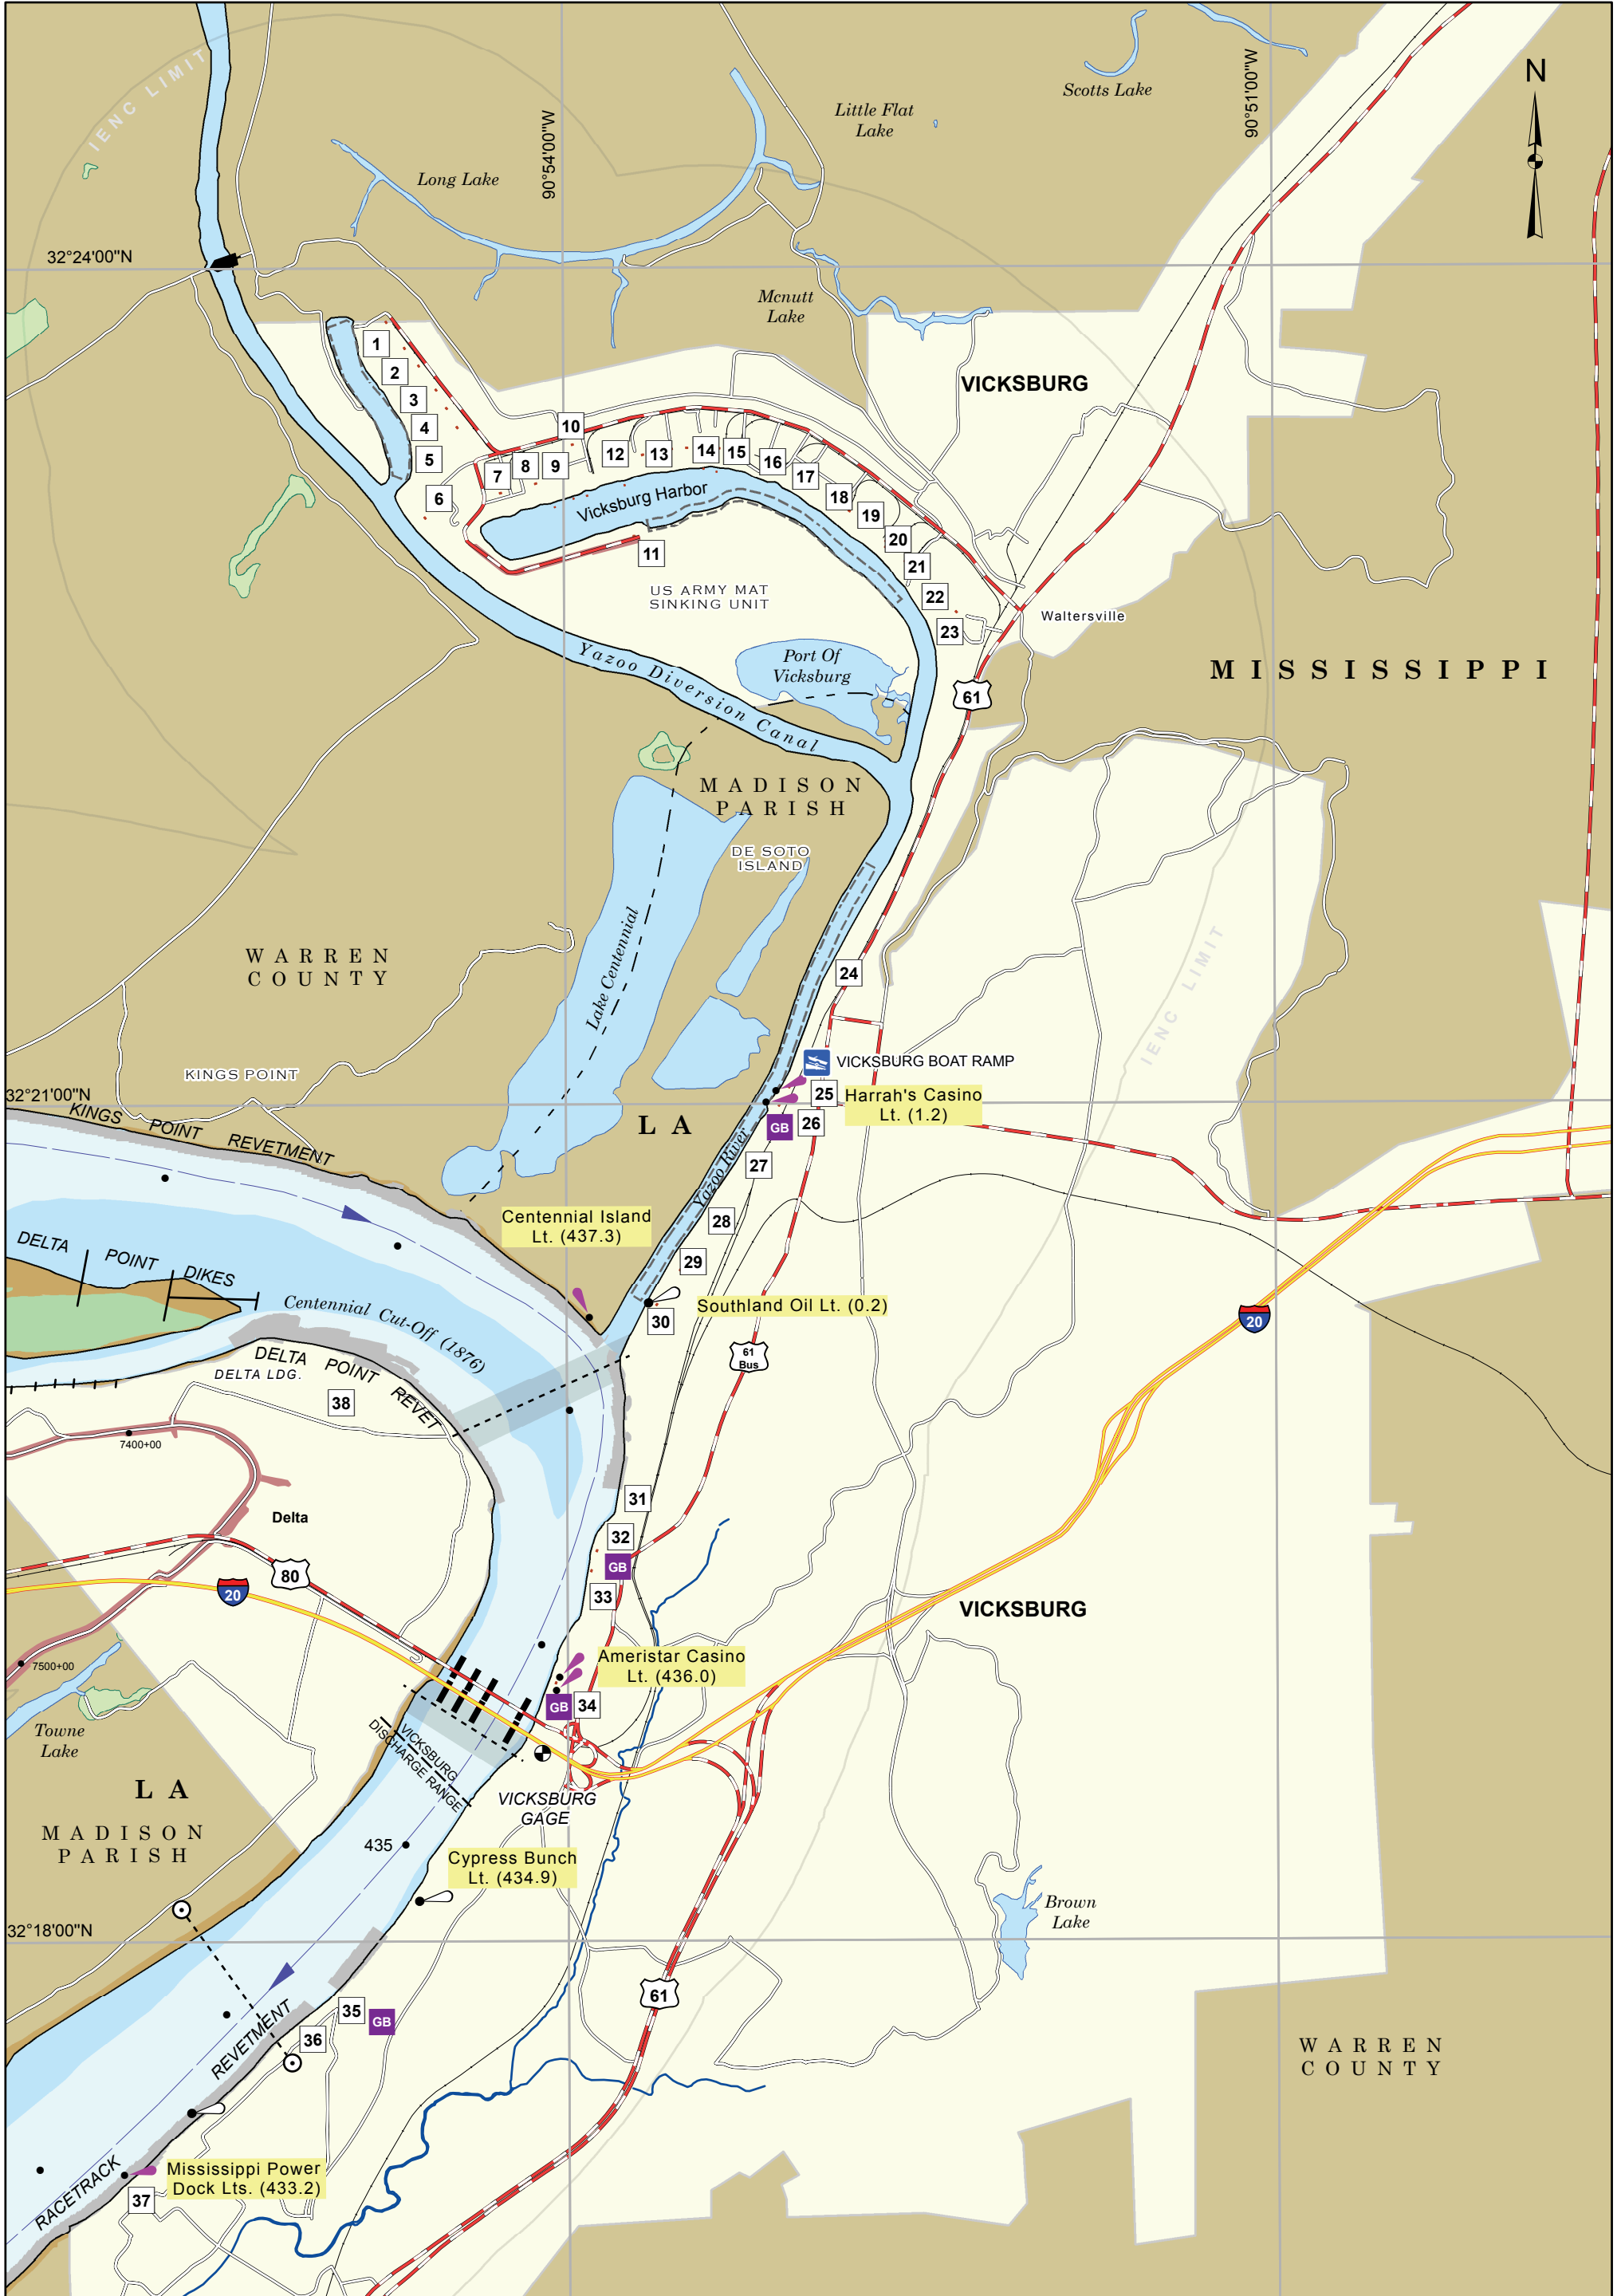 IENC LIMIT
90°54'00"W
90°51'00"W
N
Scotts Lake
Little Flat
Lake
Long Lake
32°24'00"N
Mcnutt
Lake
1
2
3
4
5
6
7
8
9
10
12
13
14
15
16
17
18
19
20
21
22
23
11
VICKSBURG
Vicksburg Harbor
US ARMY MAT
SINKING UNIT
Waltersville
Port Of
Vicksburg
MISSISSIPPI
61
Yazoo Diversion Canal
MADISON
PARISH
DE SOTO
ISLAND
Lake Centennial
WARREN
COUNTY
24
IENC LIMIT
KINGS POINT
VICKSBURG BOAT RAMP
32°21'00"N
25
Harrah's Casino
Lt. (1.2)
GB
26
LA
KINGS POINT REVETMENT
Yazoo River
27
28
29
Centennial Island
Lt. (437.3)
DELTA POINT DIKES
Centennial Cut-Off (1876)
30
Southland Oil Lt. (0.2)
20
61
Bus
DELTA POINT REVET
DELTA LDG.
38
7400+00
31
Delta
32
GB
33
80
20
VICKSBURG
7500+00
Ameristar Casino
Lt. (436.0)
GB
34
Towne
Lake
VICKSBURG
DISCHARGE RANGE
VICKSBURG
GAGE
LA
MADISON
PARISH
435
Cypress Bunch
Lt. (434.9)
32°18'00"N
Brown
Lake
61
35
GB
36
WARREN
COUNTY
RACETRACK REVETMENT
Mississippi Power
Dock Lts. (433.2)
37